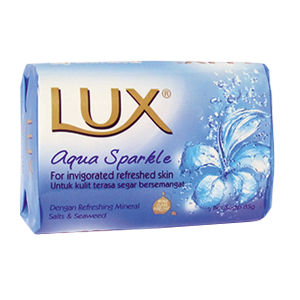 LUX®
Aqua Sparkle
For invigorated refreshed skin
Untuk kulit terasa segar bersemangat
Dengan Refreshing Mineral
Salts & Seaweed